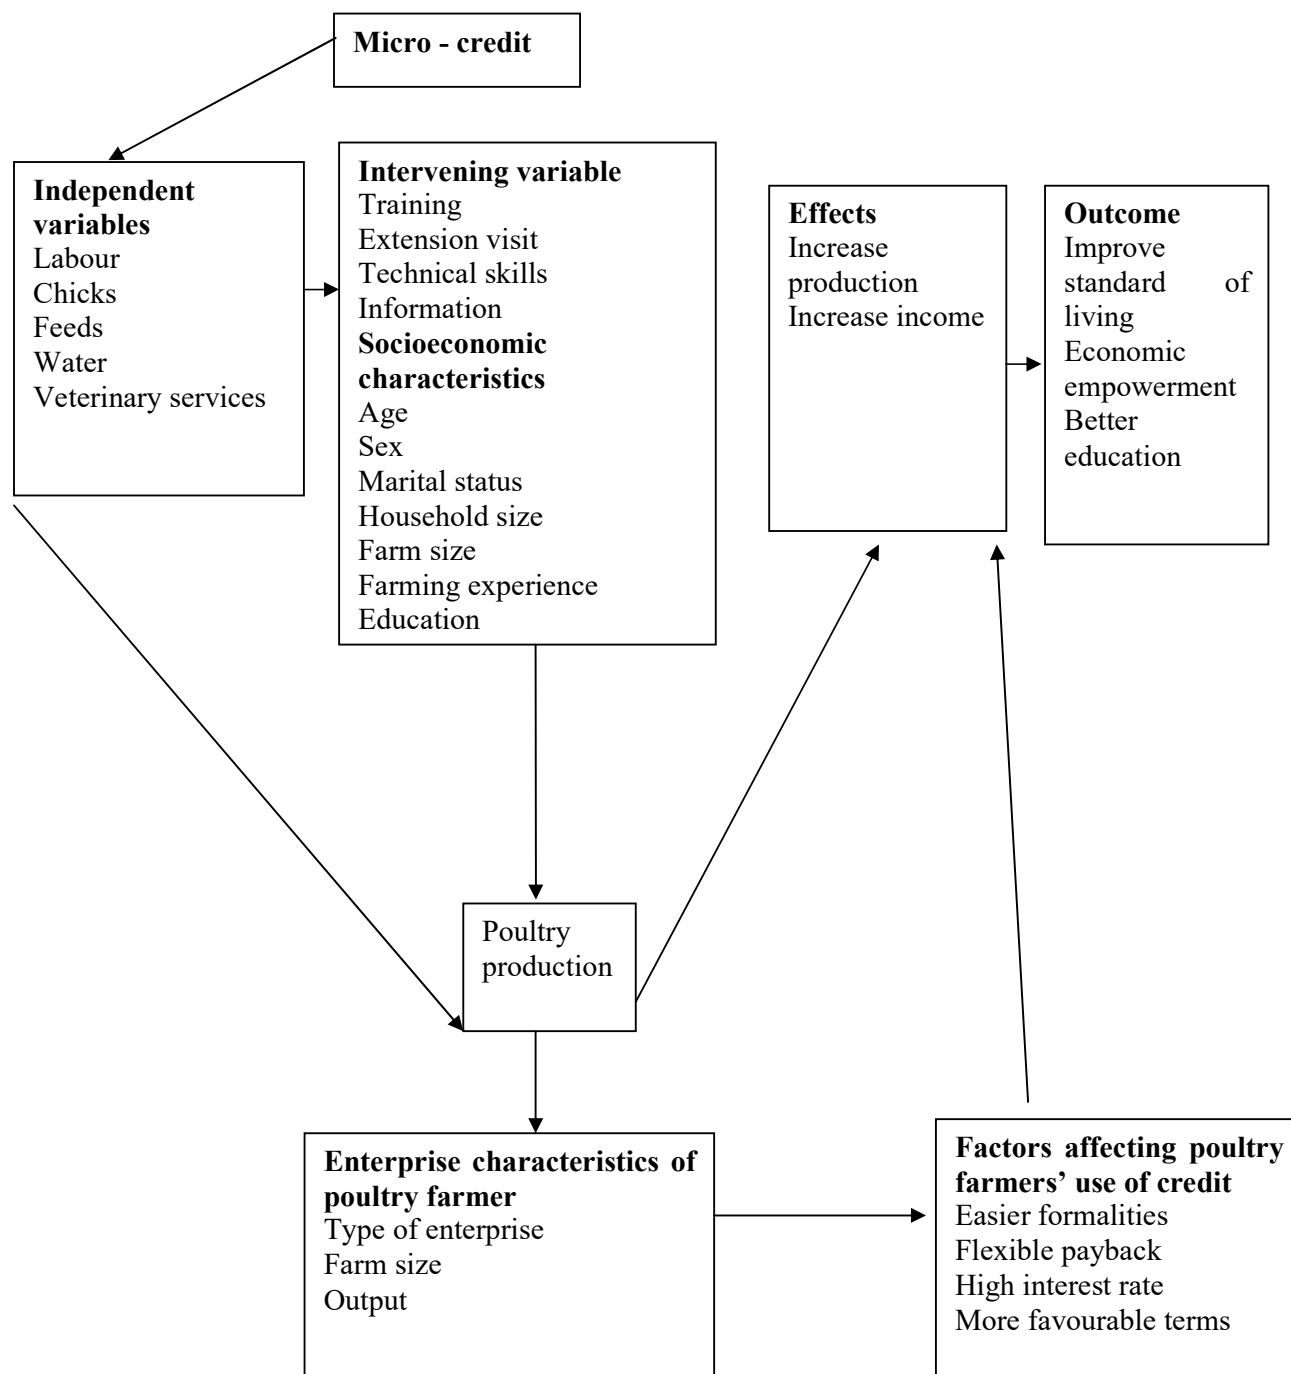 Micro - credit
Independent
variables
Labour
Chicks
Feeds
Water
Veterinary services
Intervening variable
Training
Extension visit
Technical skills
Information
Socioeconomic
characteristics
Age
Sex
Marital status
Household size
Farm size
Farming experience
Education
Effects
Increase
production
Increase income
Outcome
Improve
standard of
living
Economic
empowerment
Better
education
Poultry
production
Enterprise characteristics of
poultry farmer
Type of enterprise
Farm size
Output
Factors affecting poultry
farmers’ use of credit
Easier formalities
Flexible payback
High interest rate
More favourable terms